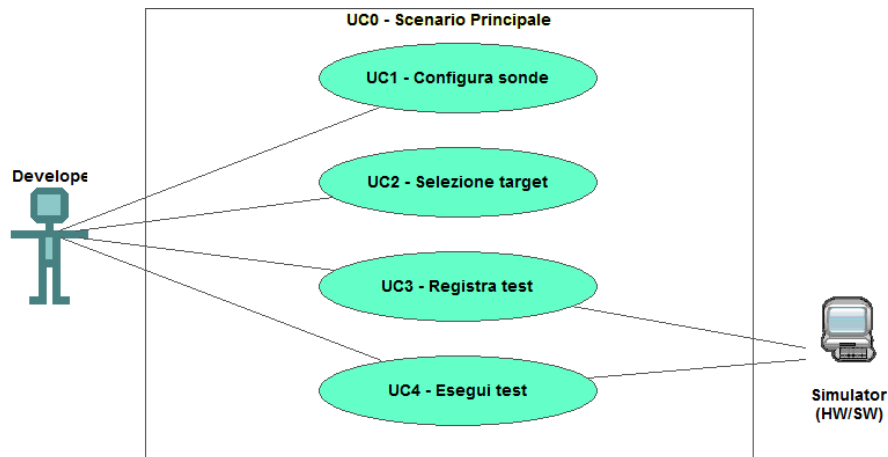 UC0 - Scenario Principale
UC1 - Configura sonde
Develope
UC2 - Selezione target
UC3 - Registra test
UC4 - Esegui test
Simulator
(HW/SW)